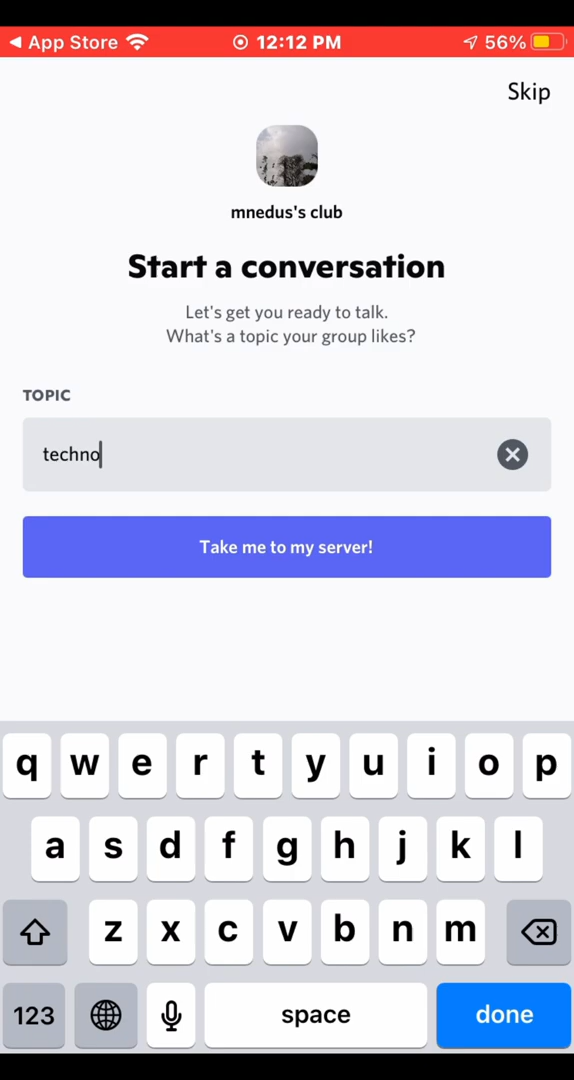 App Store 12:12 PM 56%
Skip
mnedus's club
Start a conversation
Let's get you ready to talk.
What's a topic your group likes?
TOPIC
techno
Take me to my server!
q w e r t y u i o p
a s d f g h j k l
z x c v b n m
123 space done